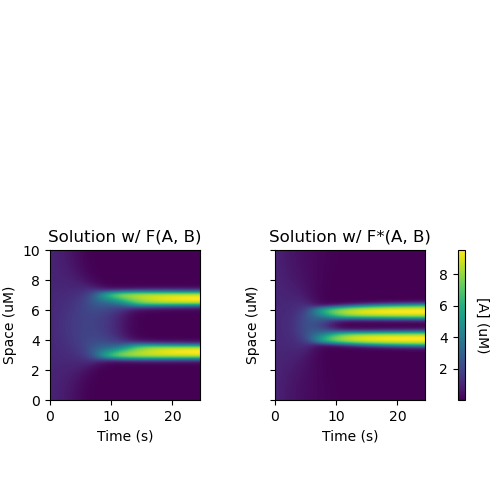 Solution w/ F(A, B)
Solution w/ F*(A, B)
10
8
6
4
2
0
Space (uM)
0
10
20
Time (s)
Space (uM)
0
10
20
Time (s)
8
6
4
2
[A] (uM)